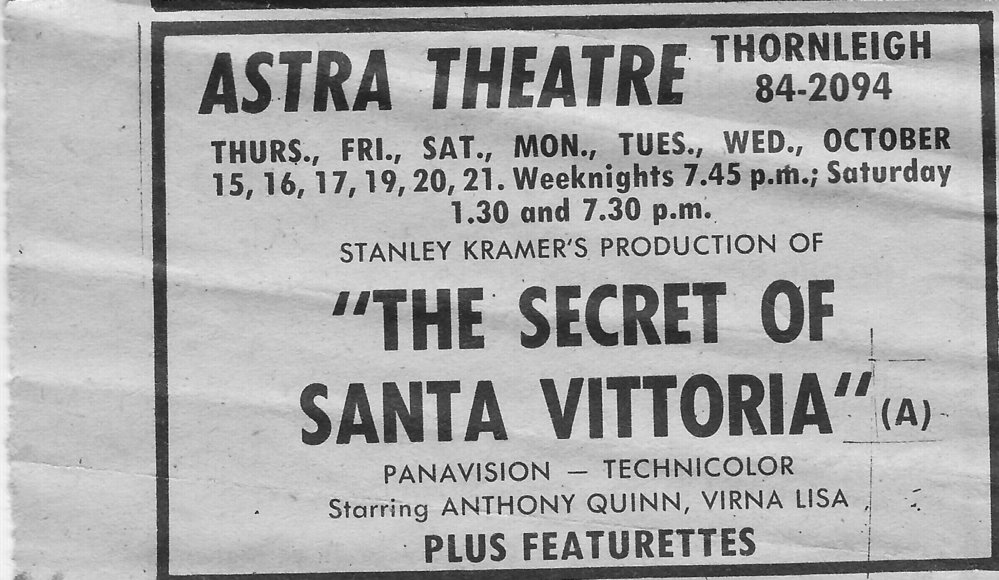 ASTRA THEATRE THORNLEIGH
84-2094
THURS., FRI., SAT., MON., TUES., WED., OCTOBER
15, 16, 17, 19, 20, 21. Weeknights 7.45 p.m.; Saturday
1.30 and 7.30 p.m.
STANLEY KRAMER'S PRODUCTION OF
"THE SECRET OF
SANTA VITTORIA" (A)
PANAVISION — TECHNICOLOR
Starring ANTHONY QUINN, VIRNA LISA
PLUS FEATURETTES